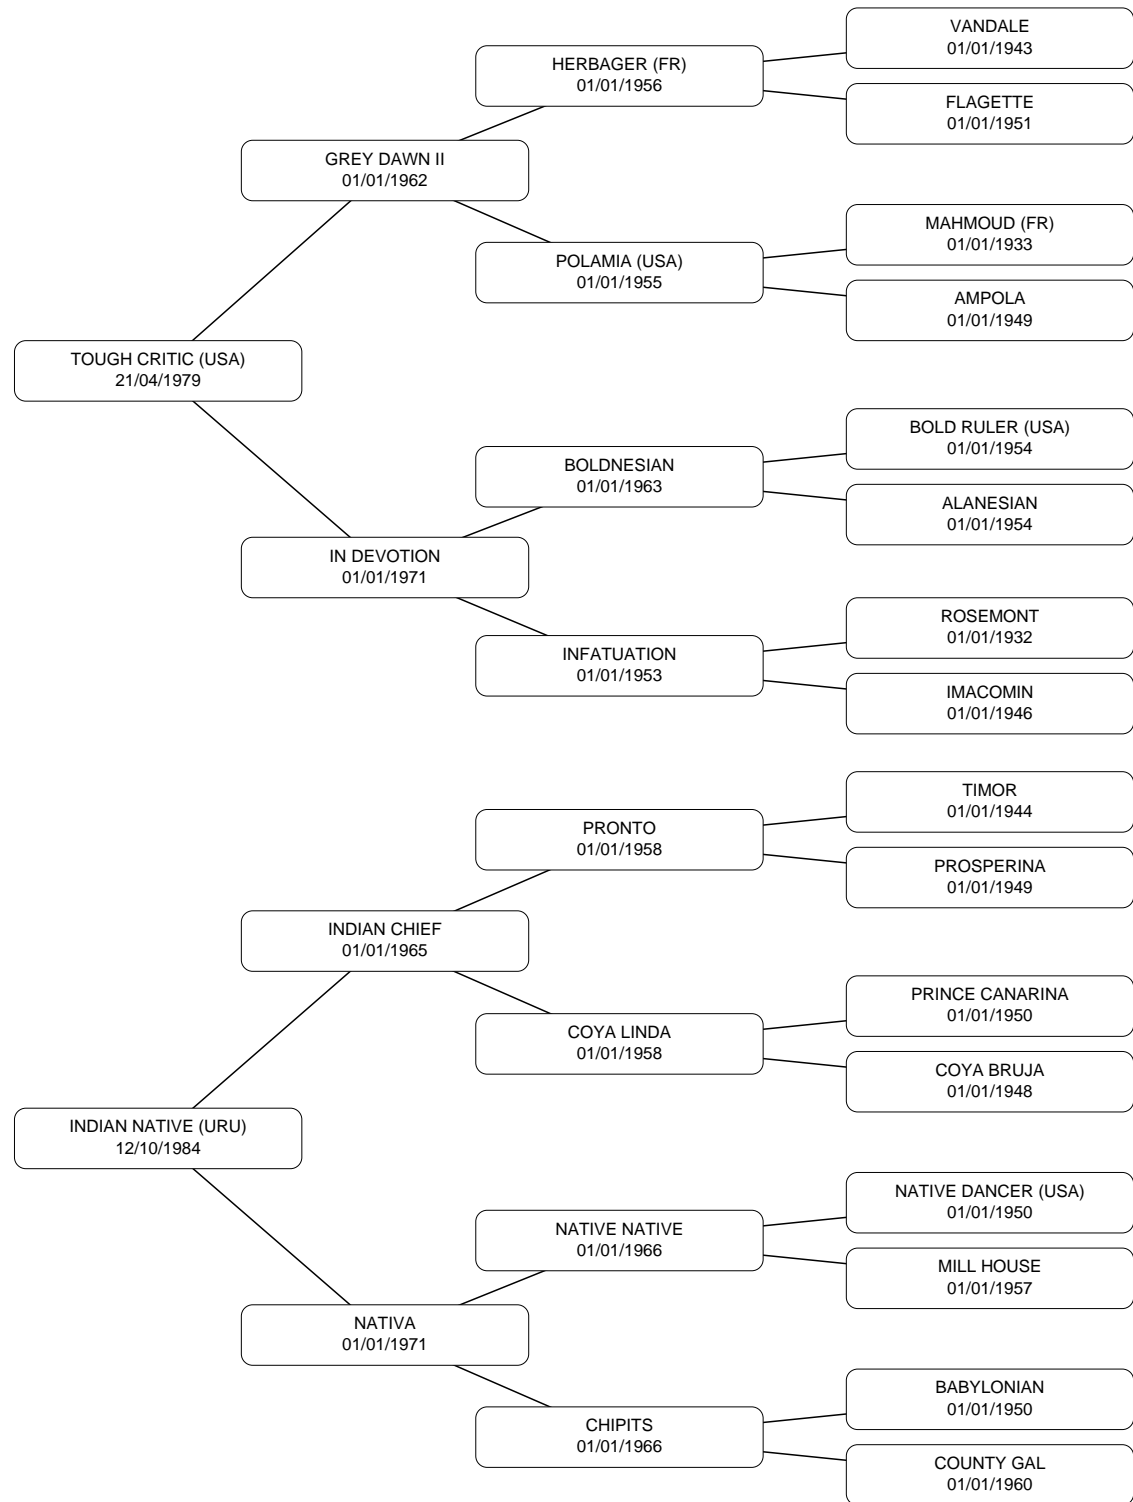 VANDALE
01/01/1943
HERBAGER (FR)
01/01/1956
FLAGETTE
01/01/1951
GREY DAWN II
01/01/1962
MAHMOUD (FR)
01/01/1933
POLAMIA (USA)
01/01/1955
AMPOLA
01/01/1949
TOUGH CRITIC (USA)
21/04/1979
BOLD RULER (USA)
01/01/1954
BOLDNESIAN
01/01/1963
ALANESIAN
01/01/1954
IN DEVOTION
01/01/1971
ROSEMONT
01/01/1932
INFATUATION
01/01/1953
IMACOMIN
01/01/1946
TIMOR
01/01/1944
PRONTO
01/01/1958
PROSPERINA
01/01/1949
INDIAN CHIEF
01/01/1965
PRINCE CANARINA
01/01/1950
COYA LINDA
01/01/1958
COYA BRUJA
01/01/1948
INDIAN NATIVE (URU)
12/10/1984
NATIVE DANCER (USA)
01/01/1950
NATIVE NATIVE
01/01/1966
MILL HOUSE
01/01/1957
NATIVA
01/01/1971
BABYLONIAN
01/01/1950
CHIPITS
01/01/1966
COUNTY GAL
01/01/1960